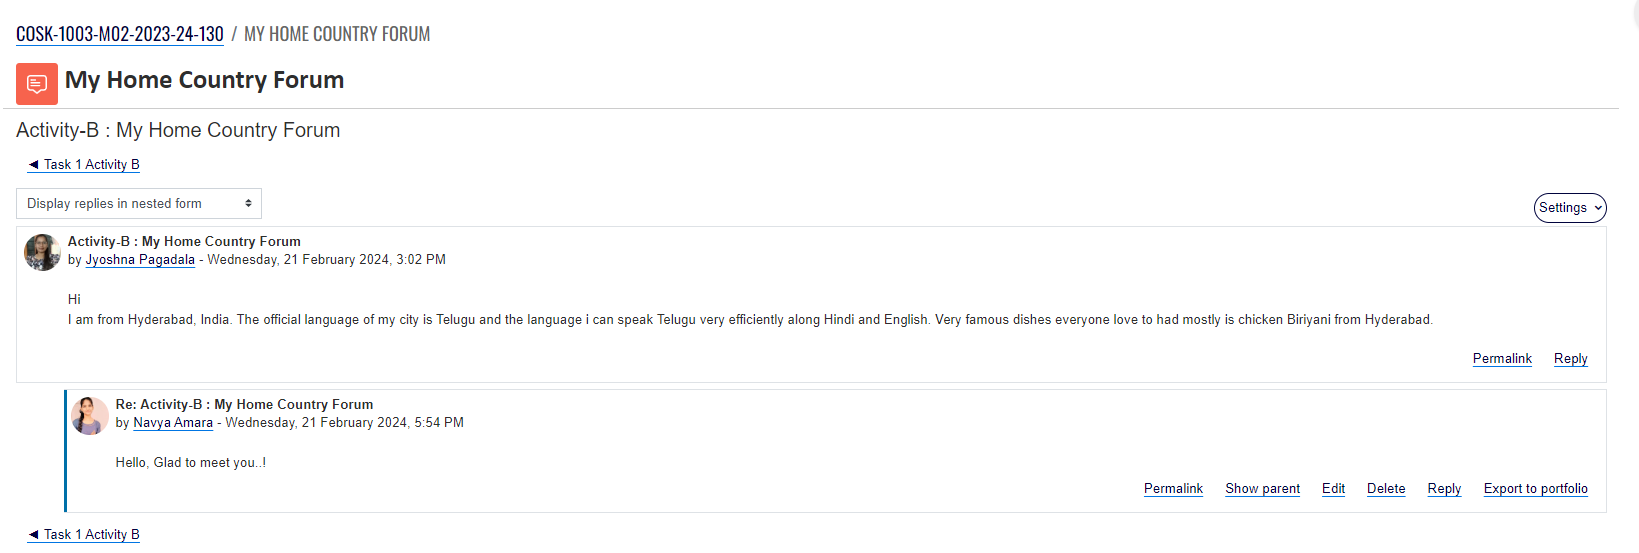 COSK-1003-M02-2023-24-130 / MY HOME COUNTRY FORUM
My Home Country Forum
Activity-B : My Home Country Forum
◄ Task 1 Activity B
Display replies in nested form
Settings
Activity-B : My Home Country Forum
by Jyoshna Pagadala - Wednesday, 21 February 2024, 3:02 PM
Hi
I am from Hyderabad, India. The official language of my city is Telugu and the language i can speak Telugu very efficiently along Hindi and English. Very famous dishes everyone love to had mostly is chicken Biriyani from Hyderabad.
Permalink Reply
Re: Activity-B : My Home Country Forum
by Navya Amara - Wednesday, 21 February 2024, 5:54 PM
Hello, Glad to meet you..!
Permalink Show parent Edit Delete Reply Export to portfolio
◄ Task 1 Activity B